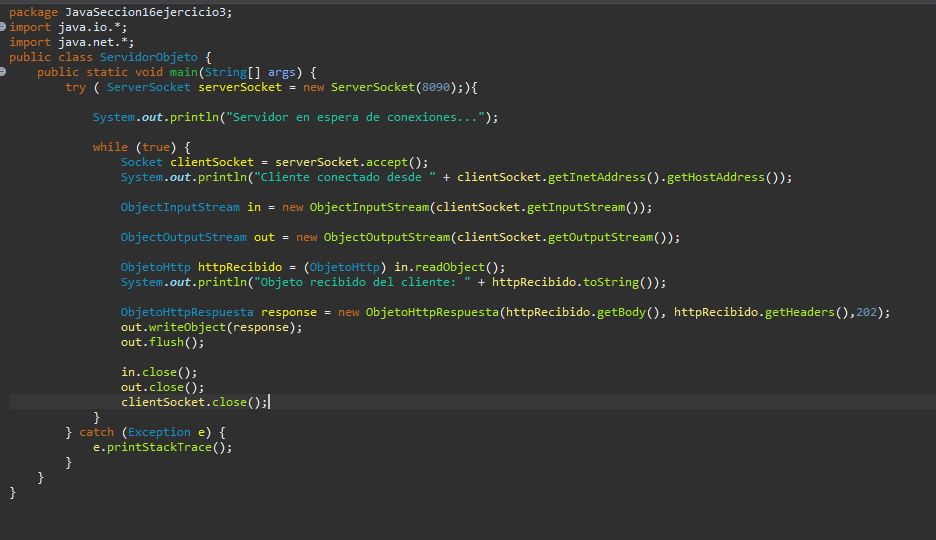 package JavaSeccion16ejercicio3;
import java.io.*;
import java.net.*;
public class ServidorObjeto {
    public static void main(String[] args) {
        try ( ServerSocket serverSocket = new ServerSocket(8090);){

            System.out.println("Servidor en espera de conexiones...");

            while (true) {
                Socket clientSocket = serverSocket.accept();
                System.out.println("Cliente conectado desde " + clientSocket.getInetAddress().getHostAddress());

                ObjectInputStream in = new ObjectInputStream(clientSocket.getInputStream());

                ObjectOutputStream out = new ObjectOutputStream(clientSocket.getOutputStream());

                ObjetoHttp httpRecibido = (ObjetoHttp) in.readObject();
                System.out.println("Objeto recibido del cliente: " + httpRecibido.toString());

                ObjetoHttpRespuesta response = new ObjetoHttpRespuesta(httpRecibido.getBody(), httpRecibido.getHeaders(),202);
                out.writeObject(response);
                out.flush();

                in.close();
                out.close();
                clientSocket.close();
            }
        } catch (Exception e) {
            e.printStackTrace();
        }
    }
}